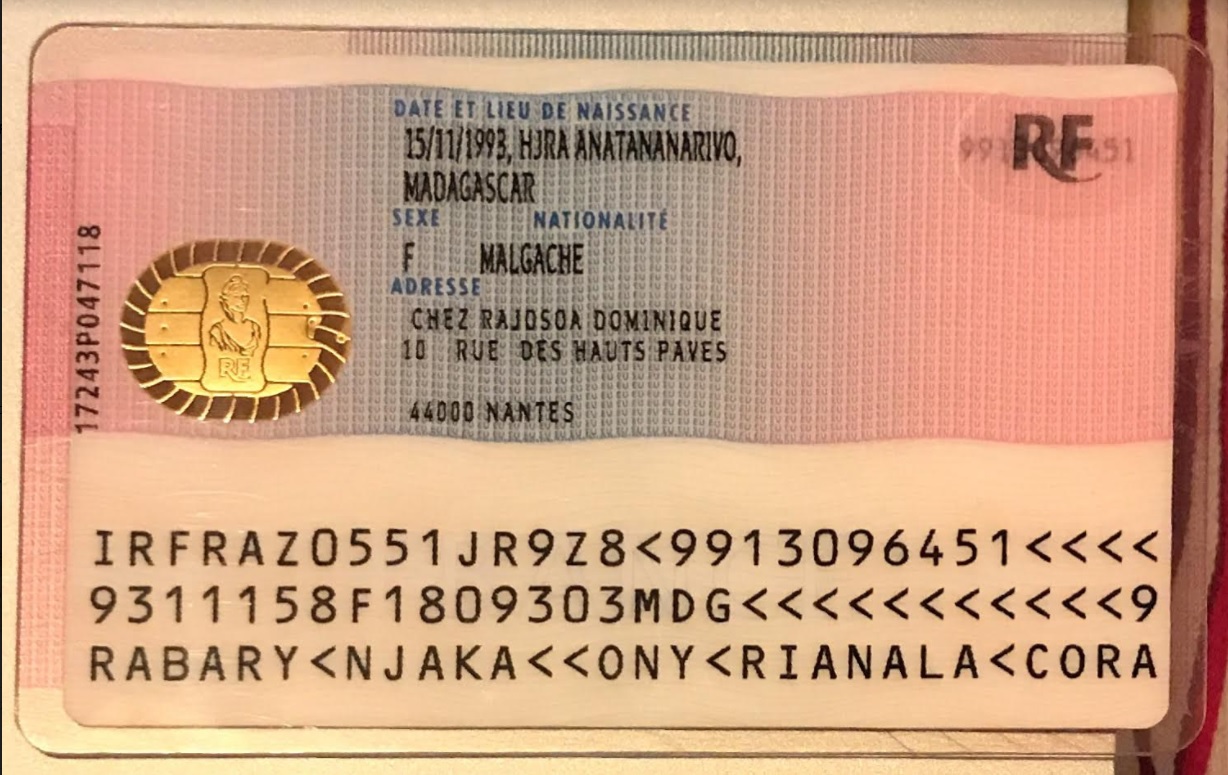 DATE ET LIEU DE NAISSANCE
15/11/1993, HJRA ANATANANARIVO,
MADAGASCAR
RF
SEXE NATIONALITÉ
F MALGACHE
ADRESSE
CHEZ RAJOSOA DOMINIQUE
10 RUE DES HAUTS PAVES
44000 NANTES
17243P047118
RF
IRFRAZ0551JR9Z8<9913096451<<<<
9311158F1809303MDG<<<<<<<<<<<9
RABARY<NJAKA<<ONY<RIANALA<CORA